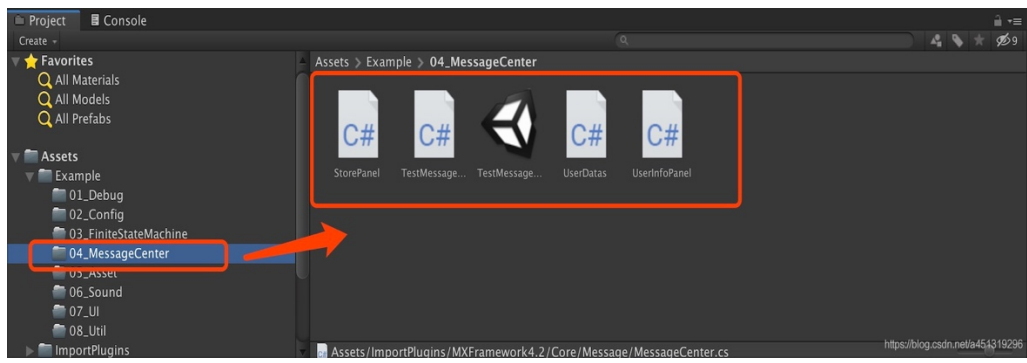 Project Console
Create
9
Favorites
All Materials
All Models
All Prefabs
Assets
Example
01_Debug
02_Config
03_FiniteStateMachine
04_MessageCenter
05_Asset
06_Sound
07_UI
08_Util
ImportPlugins
Assets > Example > 04_MessageCenter
C# C# C# C#
StorePanel TestMessage... TestMessage... UserDatas UserInfoPanel
Assets/ImportPlugins/MXFramework4.2/Core/Message/MessageCenter.cs
https://blog.csdn.net/a451319296